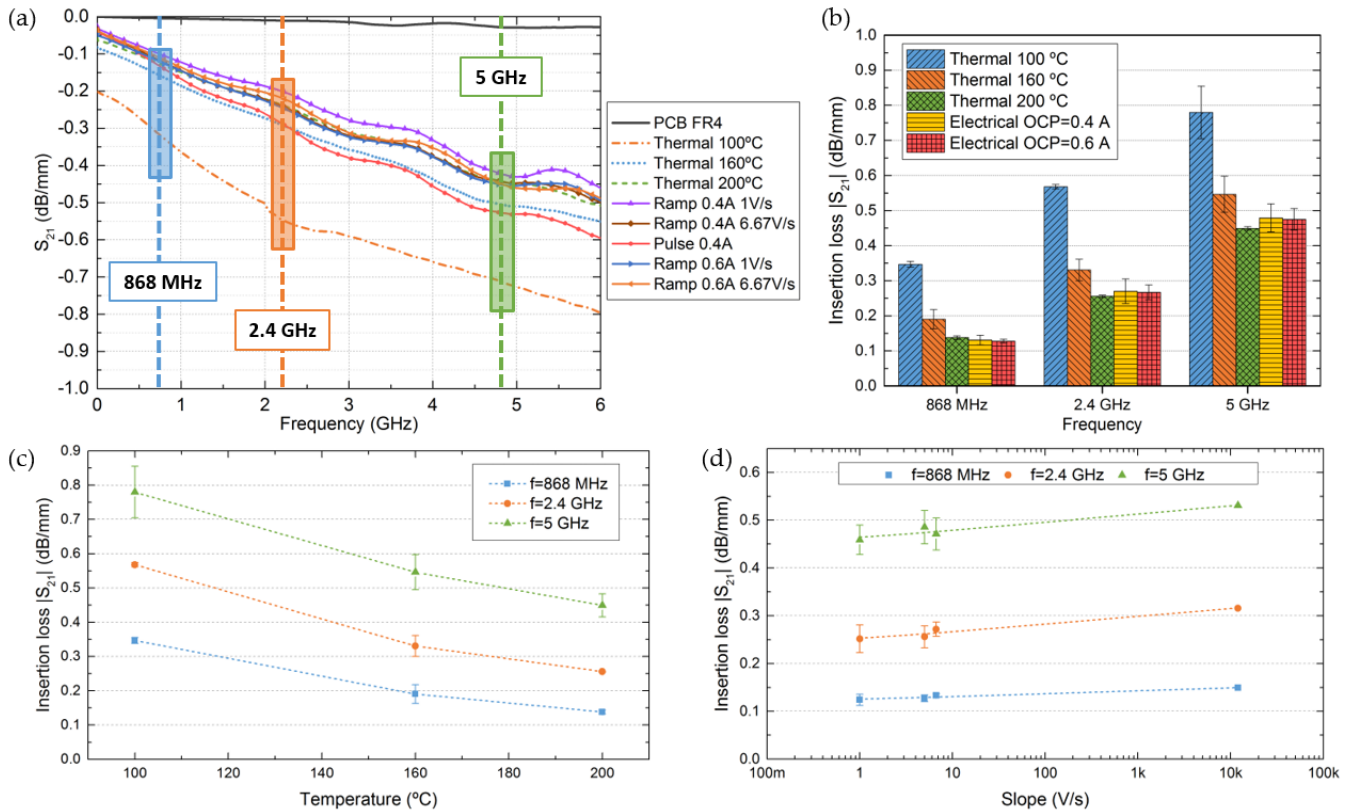 (a)
0.0
-0.1
-0.2
-0.3
-0.4
-0.5
-0.6
-0.7
-0.8
-0.9
-1.0
S21 (dB/mm)
0 1 2 3 4 5 6
Frequency (GHz)
868 MHz
2.4 GHz
5 GHz
PCB FR4
Thermal 100ºC
Thermal 160ºC
Thermal 200ºC
Ramp 0.4A 1V/s
Ramp 0.4A 6.67V/s
Pulse 0.4A
Ramp 0.6A 1V/s
Ramp 0.6A 6.67V/s
(b)
1.0
0.9
0.8
0.7
0.6
0.5
0.4
0.3
0.2
0.1
0.0
Insertion loss |S21| (dB/mm)
Thermal 100 ºC
Thermal 160 ºC
Thermal 200 ºC
Electrical OCP=0.4 A
Electrical OCP=0.6 A
868 MHz 2.4 GHz 5 GHz
Frequency
(c)
0.9
0.8
0.7
0.6
0.5
0.4
0.3
0.2
0.1
0.0
Insertion loss |S21| (dB/mm)
f=868 MHz
f=2.4 GHz
f=5 GHz
100 120 140 160 180 200
Temperature (ºC)
(d)
0.6
0.5
0.4
0.3
0.2
0.1
0.0
Insertion loss |S21| (dB/mm)
f=868 MHz f=2.4 GHz f=5 GHz
100m 1 10 100 1k 10k 100k
Slope (V/s)